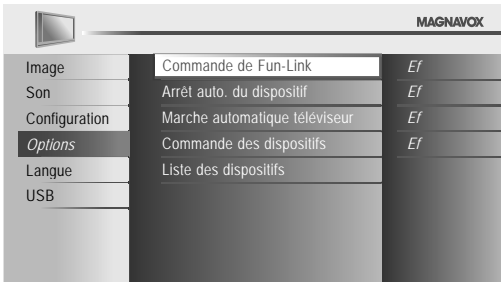 MAGNAVOX
Image
Son
Configuration
Options
Langue
USB
Commande de Fun-Link Ef
Arrêt auto. du dispositif Ef
Marche automatique téléviseur Ef
Commande des dispositifs Ef
Liste des dispositifs